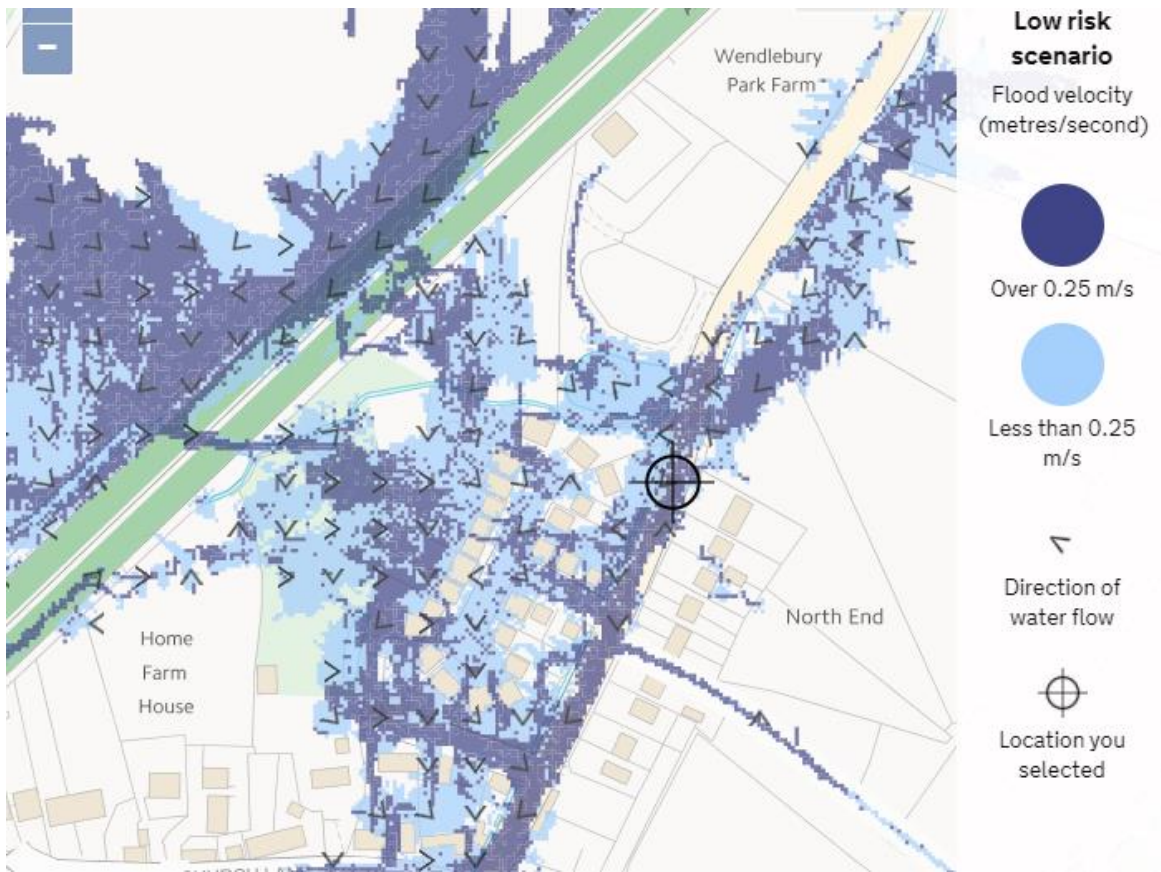 Wendlebury
Park Farm
Home
Farm
House
North End
Low risk
scenario
Flood velocity
(metres/second)
Over 0.25 m/s
Less than 0.25
m/s
Direction of
water flow
Location you
selected